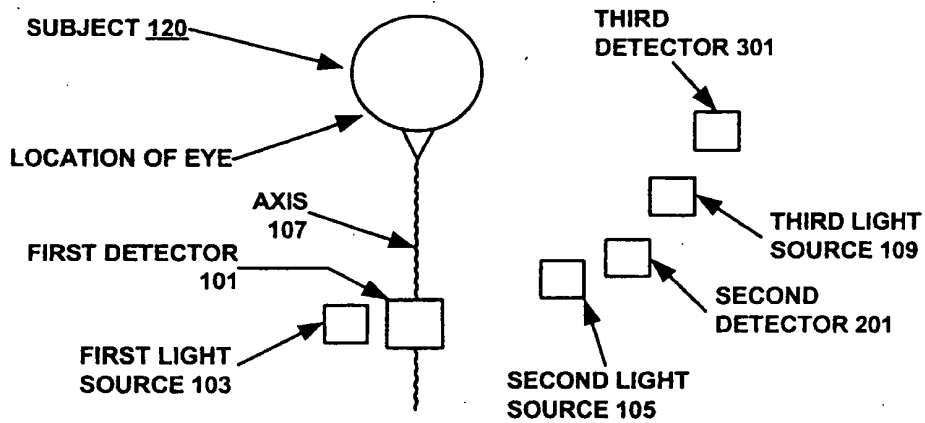 SUBJECT 120
LOCATION OF EYE
AXIS
107
FIRST DETECTOR
101
FIRST LIGHT
SOURCE 103
THIRD
DETECTOR 301
THIRD LIGHT
SOURCE 109
SECOND
DETECTOR 201
SECOND LIGHT
SOURCE 105